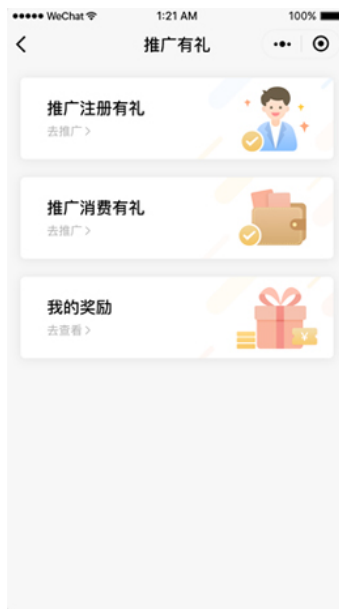 WeChat
1:21 AM
100%
推广有礼
推广注册有礼
去推广 >
推广消费有礼
去推广 >
我的奖励
去查看 >
¥